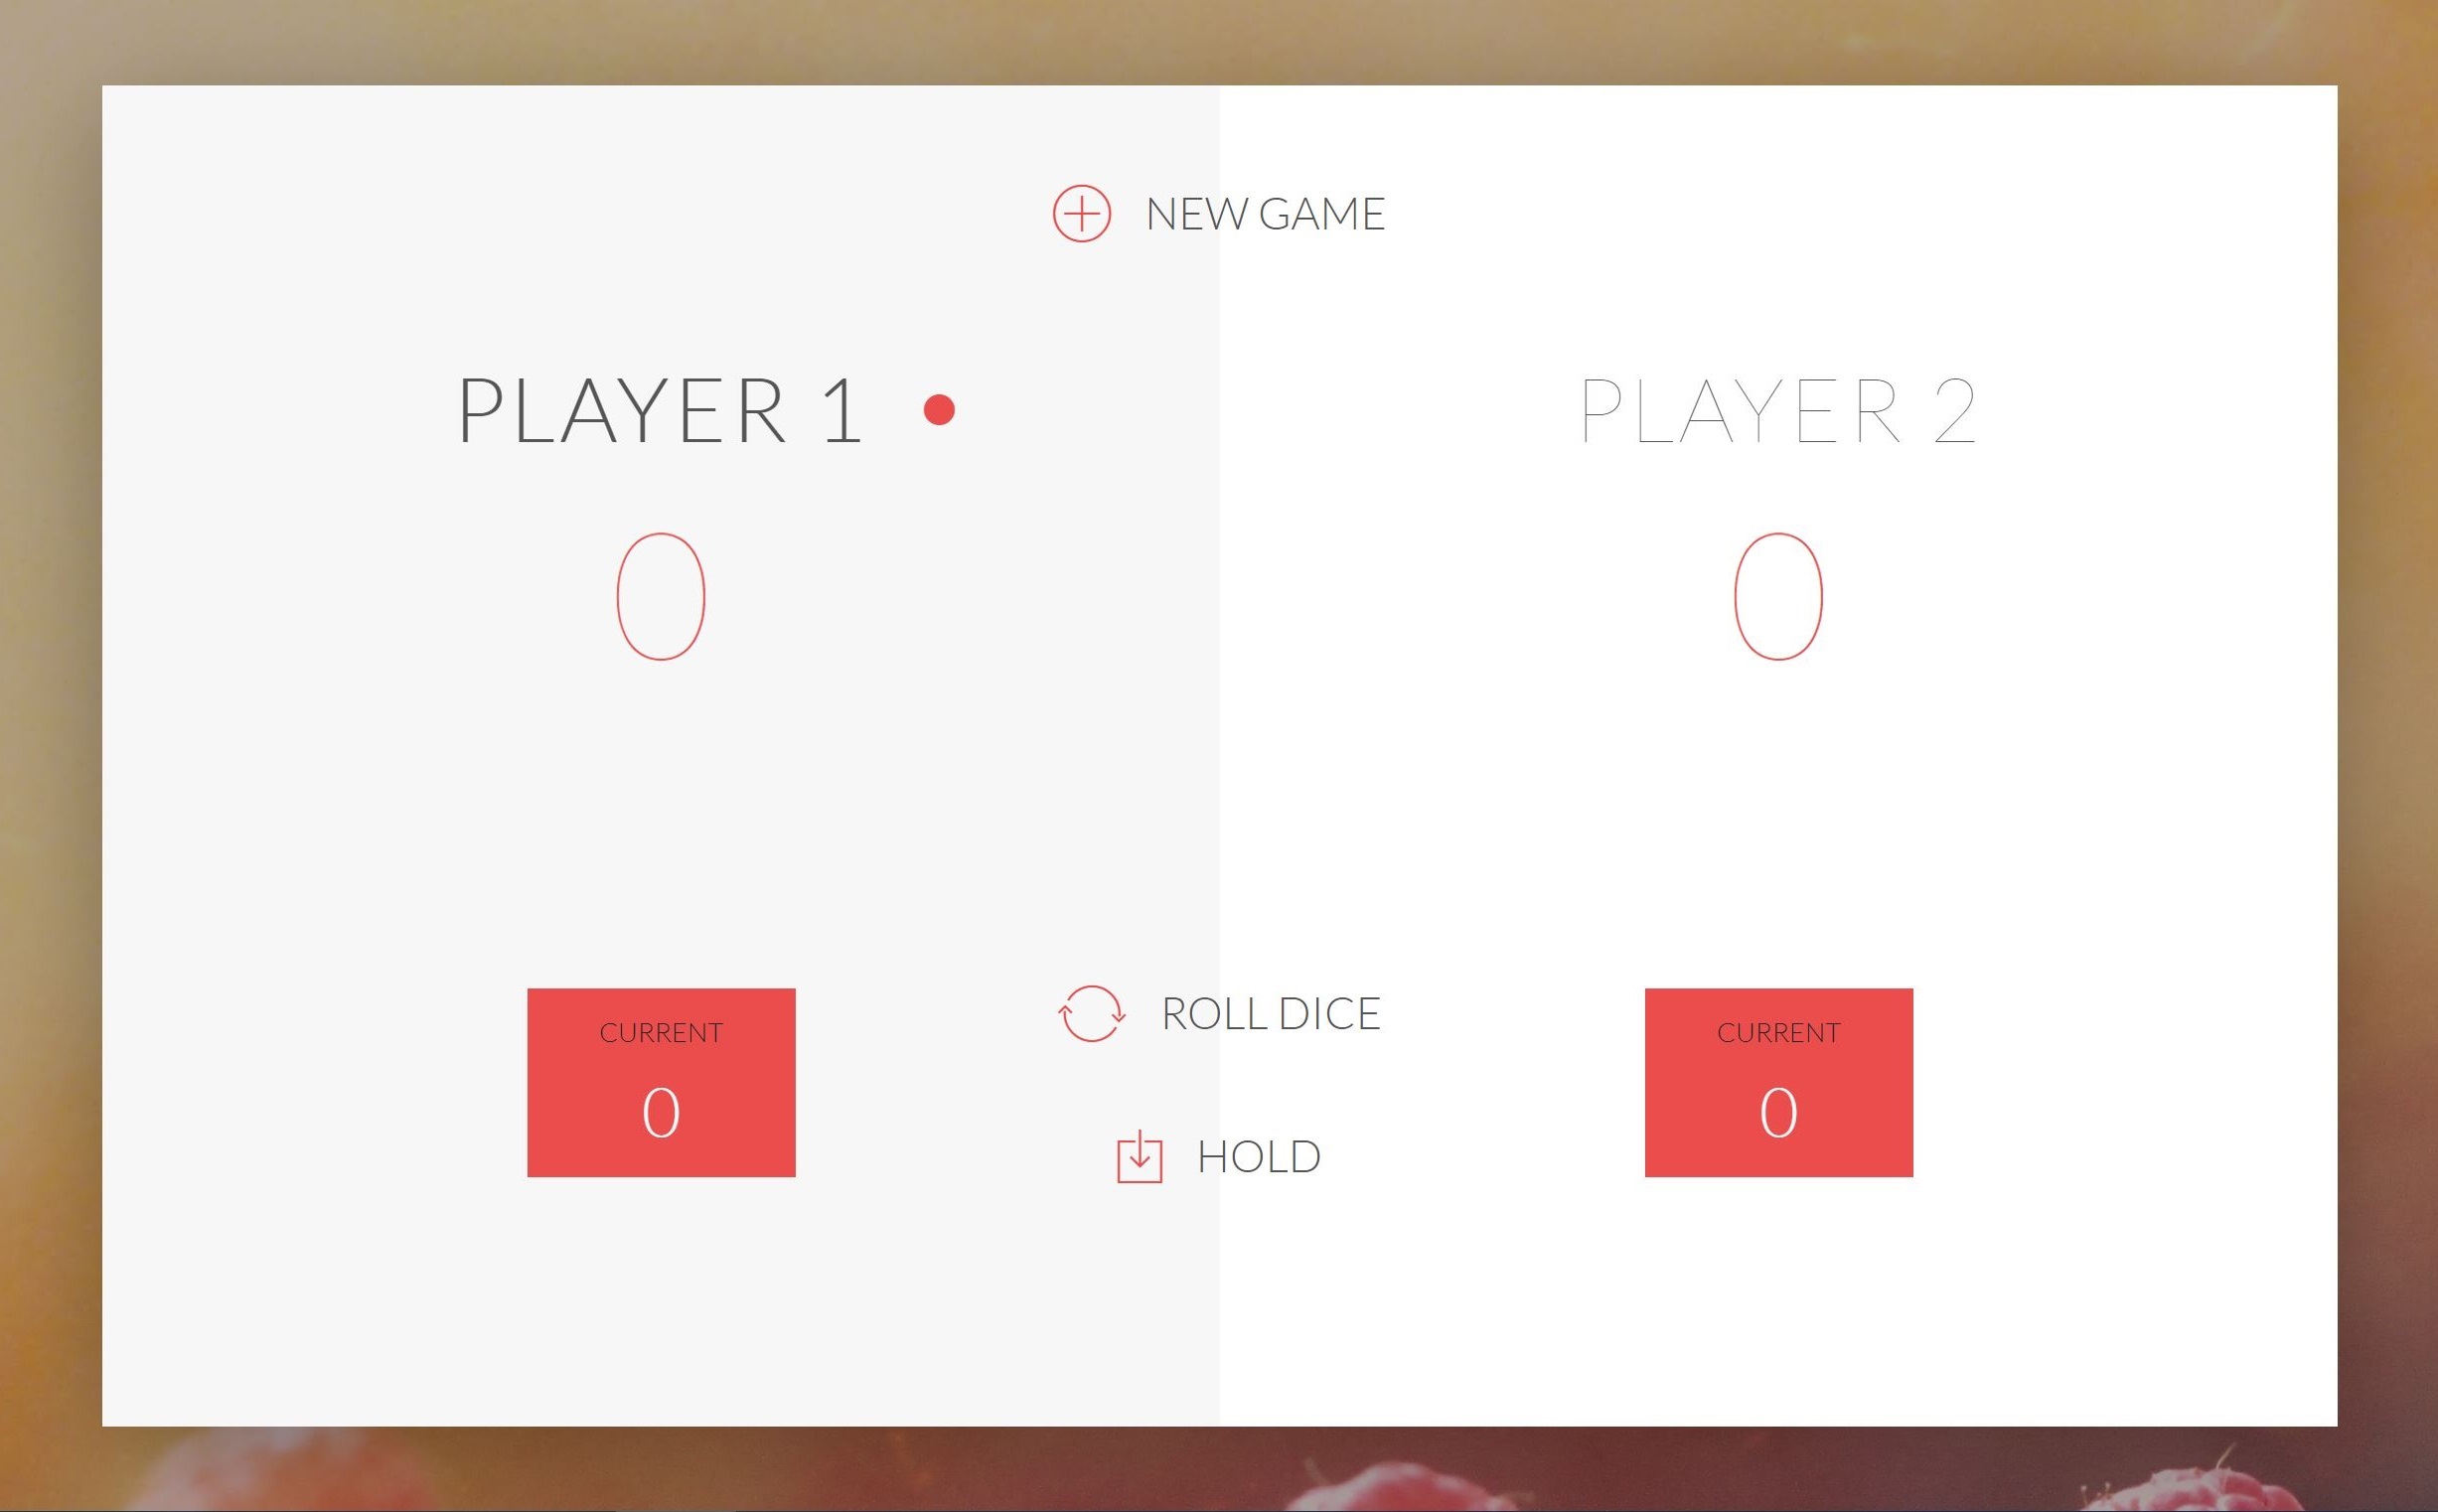 NEW GAME
PLAYER 1
0
PLAYER 2
0
CURRENT
0
ROLL DICE
HOLD
CURRENT
0